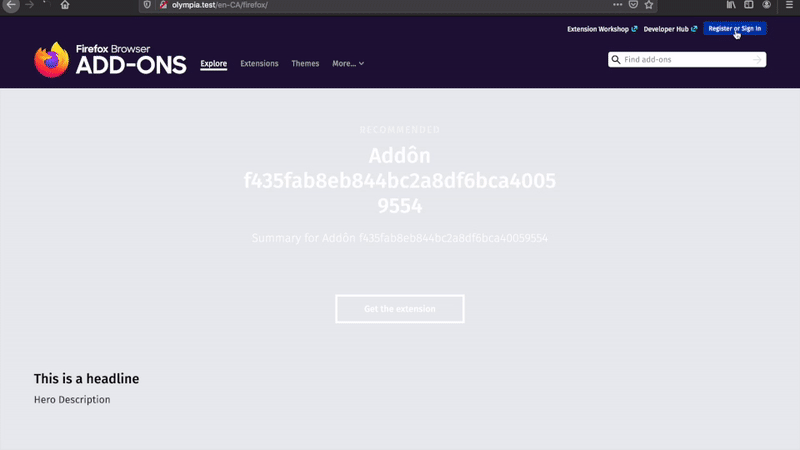 olympia.test/en-CA/firefox/
Extension Workshop
Developer Hub
Register or Sign In
Firefox Browser
ADD-ONS
Explore
Extensions
Themes
More...
Find add-ons
RECOMMENDED
Addôn
f435fab8eb844bc2a8df6bca4005
9554
Summary for Addôn f435fab8eb844bc2a8df6bca40059554
Get the extension
This is a headline
Hero Description